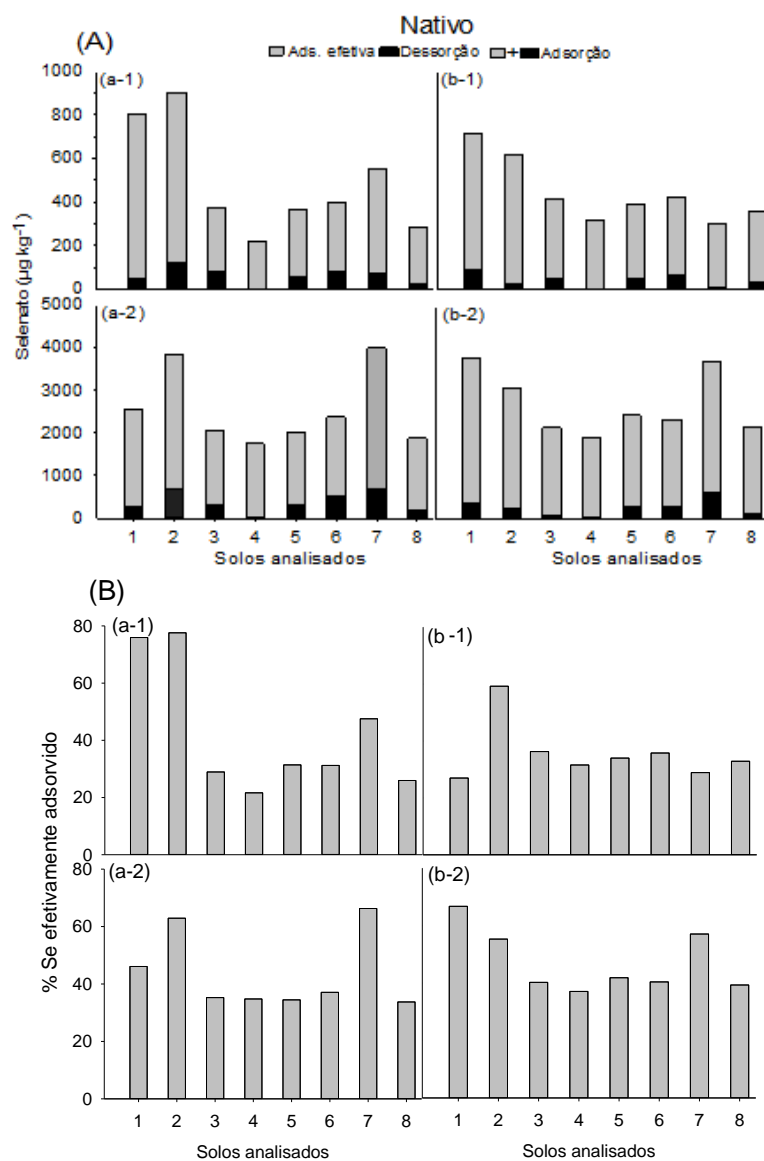 Nativo
(A)
Ads. efetiva Dessorção + Adsorção
1000
800
600
400
200
0
(a-1)
(b-1)
Selenato (µg kg⁻¹)
5000
4000
3000
2000
1000
0
(a-2)
(b-2)
1 2 3 4 5 6 7 8
1 2 3 4 5 6 7 8
Solos analisados
Solos analisados
(B)
80
60
40
20
0
(a-1)
(b -1)
% Se efetivamente adsorvido
80
60
40
20
0
(a-2)
(b-2)
1 2 3 4 5 6 7 8
1 2 3 4 5 6 7 8
Solos analisados
Solos analisados